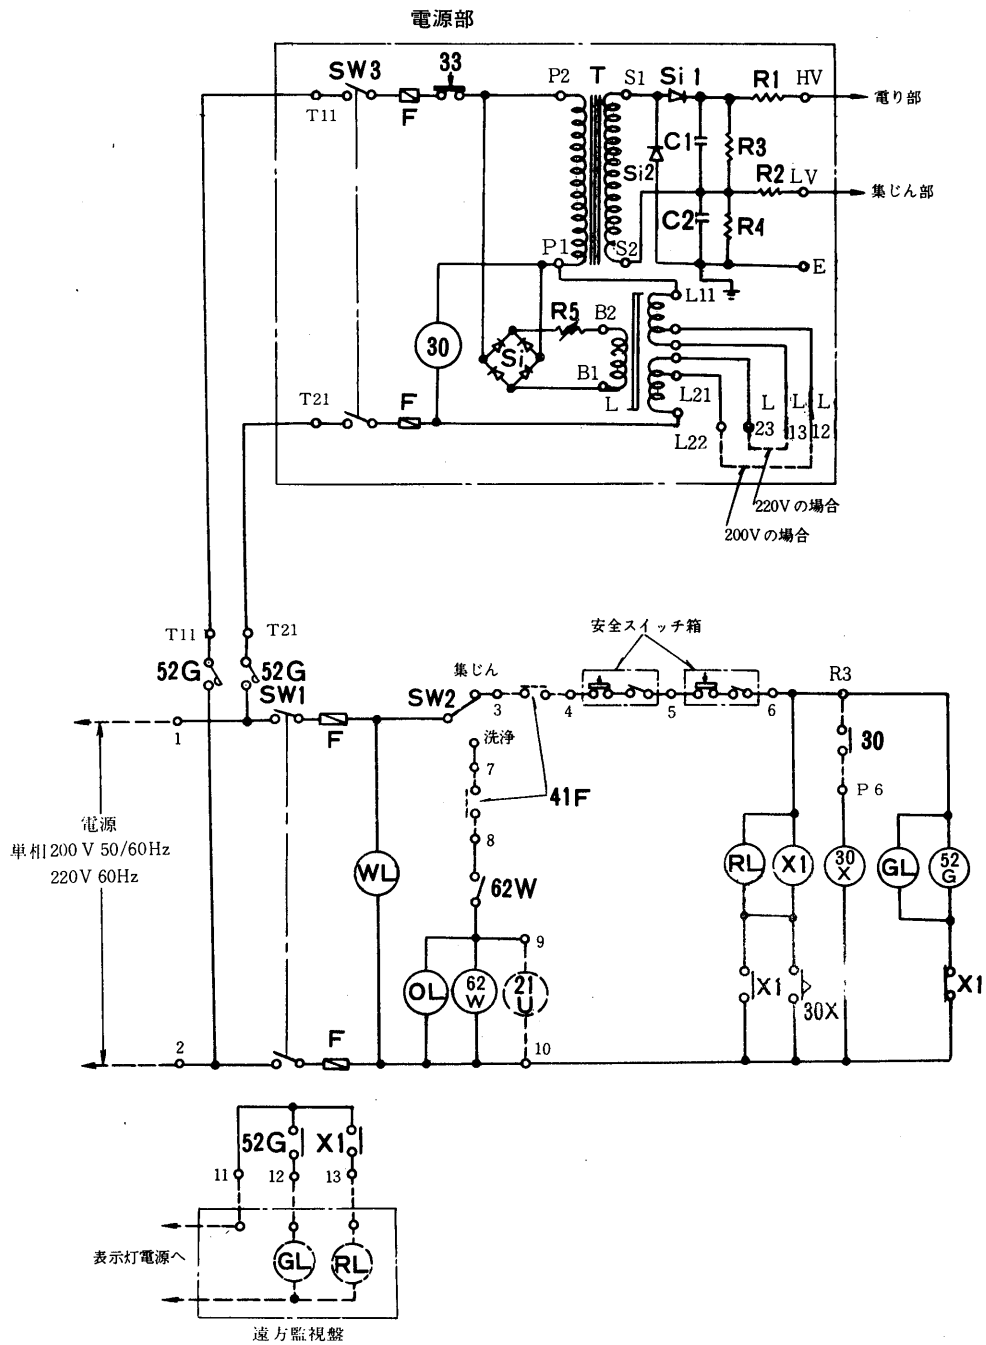 電源部
SW3
33
P2
T
S1
Si 1
R1
HV
T11
F
電り部
C1
R3
Si2
R2
LV
集じん部
C2
R4
P1
S2
E
L11
R5
B2
30
Si
B1
L
L21
L
L
L
T21
F
L22
23
13
12
220Vの場合
200Vの場合
安全スイッチ箱
T11
T21
52G
52G
SW1
集じん
SW2
3
4
5
6
R3
1
F
洗浄
7
41F
30
P6
電源
単相200V 50/60Hz
220V 60Hz
8
WL
62W
RL
X1
30X
GL
52G
9
OL
62W
21U
X1
30X
X1
2
F
10
52G
X1
11
12
13
表示灯電源へ
GL
RL
遠方監視盤